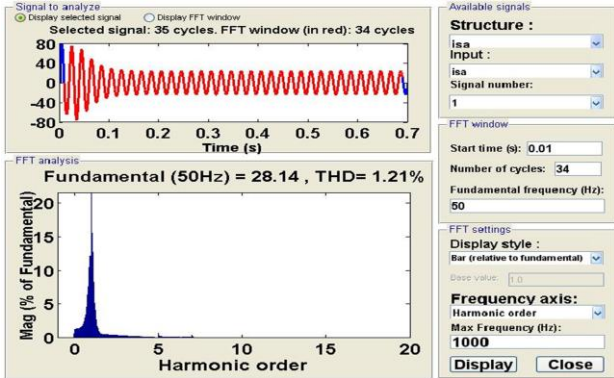 Signal to analyze
Display selected signal Display FFT window
Selected signal: 35 cycles. FFT window (in red): 34 cycles
80
40
0
-40
-80
0 0.1 0.2 0.3 0.4 0.5 0.6 0.7
Time (s)
FFT analysis
Fundamental (50Hz) = 28.14 , THD= 1.21%
Mag (% of Fundamental)
20
15
10
5
0
0 5 10 15 20
Harmonic order
Available signals
Structure :
isa
Input :
isa
Signal number:
1
FFT window
Start time (s): 0.01
Number of cycles: 34
Fundamental frequency (Hz):
50
FFT settings
Display style :
Bar (relative to fundamental)
Base value: 1.0
Frequency axis:
Harmonic order
Max Frequency (Hz):
1000
Display Close